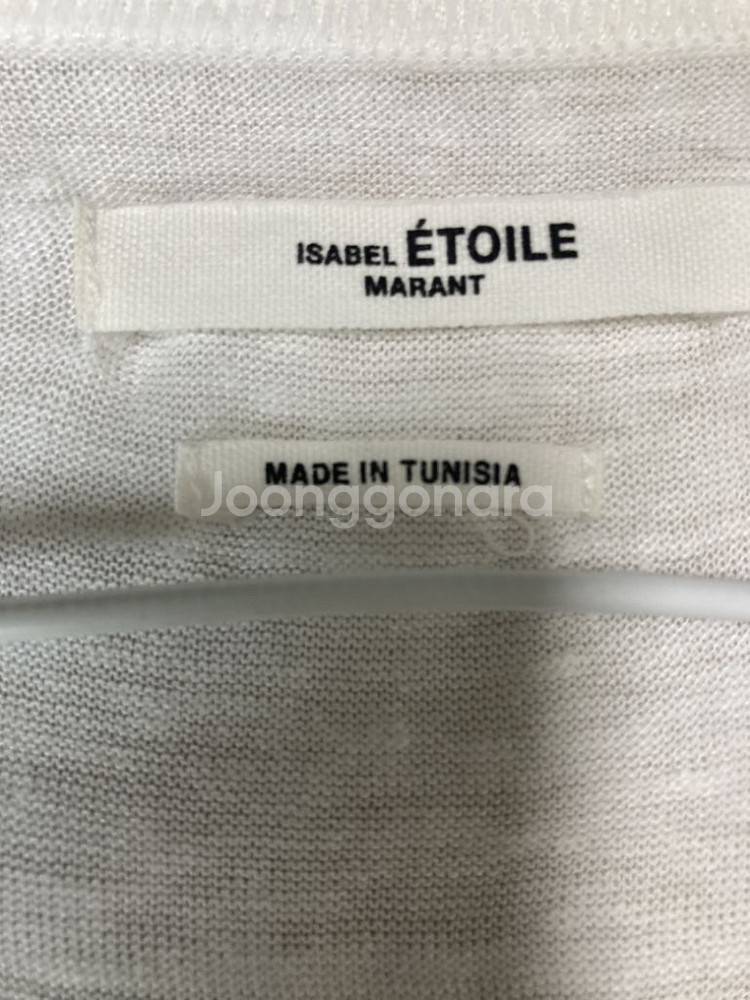 ISABEL ÉTOILE
MARANT
MADE IN TUNISIA
Joonggonara